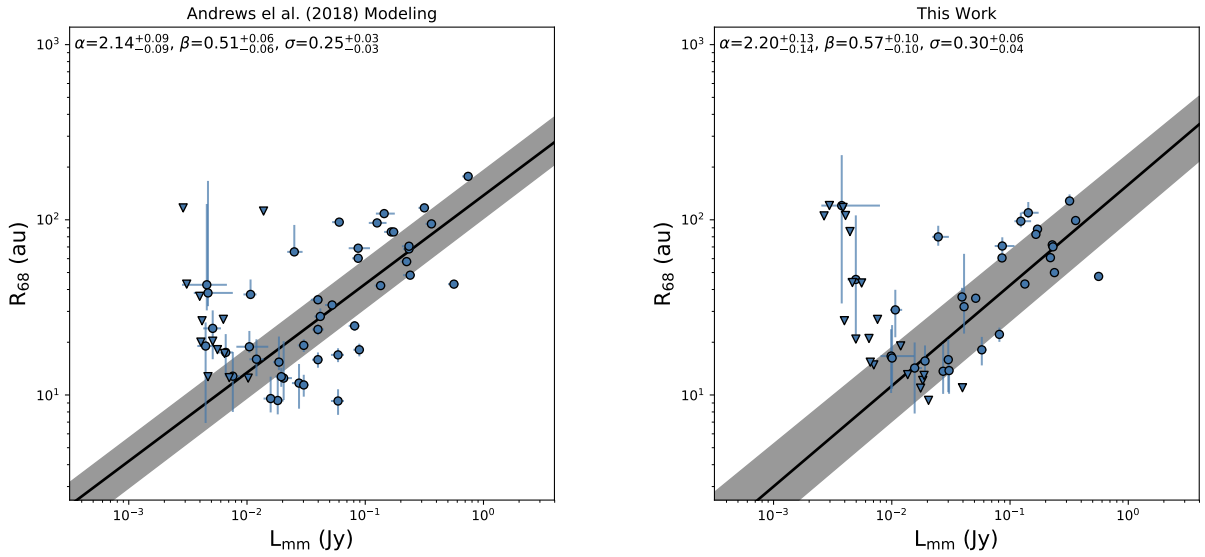 Andrews el al. (2018) Modeling
α=2.14⁺⁰·⁰⁹₋₀.₀₉, β=0.51⁺⁰·⁰⁶₋₀.₀₆, σ=0.25⁺⁰·⁰³₋₀.₀₃
10³
10²
10¹
R₆₈ (au)
10⁻³ 10⁻² 10⁻¹ 10⁰
Lmm (Jy)
This Work
α=2.20⁺⁰·¹³₋₀.₁₄, β=0.57⁺⁰·¹⁰₋₀.₁₀, σ=0.30⁺⁰·⁰⁶₋₀.₀₄
10³
10²
10¹
R₆₈ (au)
10⁻³ 10⁻² 10⁻¹ 10⁰
Lmm (Jy)